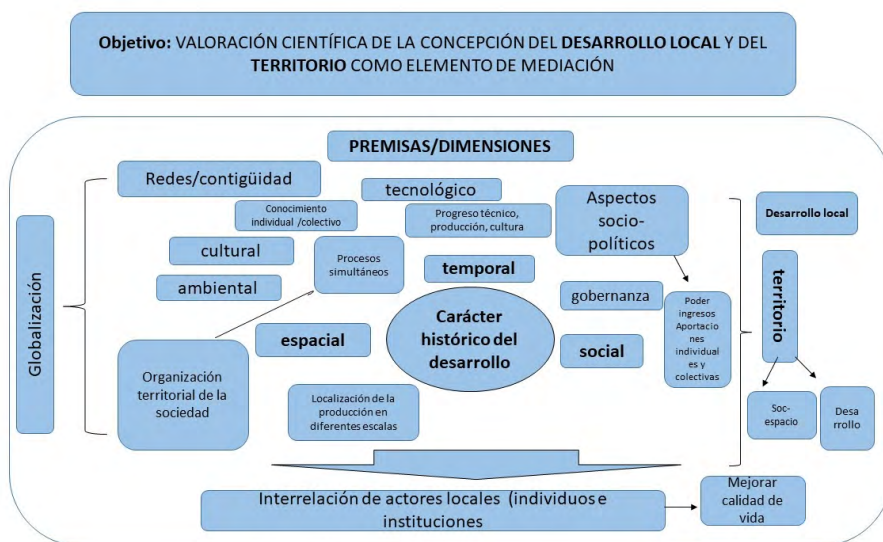 Objetivo: VALORACIÓN CIENTÍFICA DE LA CONCEPCIÓN DEL DESARROLLO LOCAL Y DEL
TERRITORIO COMO ELEMENTO DE MEDIACIÓN
PREMISAS/DIMENSIONES
Globalización
Redes/contigüidad
tecnológico
Conocimiento
individual /colectivo
Progreso técnico,
producción, cultura
Aspectos
socio-
políticos
cultural
Procesos
simultáneos
temporal
ambiental
gobernanza
Carácter
histórico del
desarrollo
espacial
social
Poder
ingresos
Aportacio
nes
individual
es y
colectivas
Organización
territorial de la
sociedad
Localización de la
producción en
diferentes escalas
Desarrollo local
territorio
Soc-
espacio
Desa
rrollo
Interrelación de actores locales (individuos e
instituciones
Mejorar
calidad de
vida